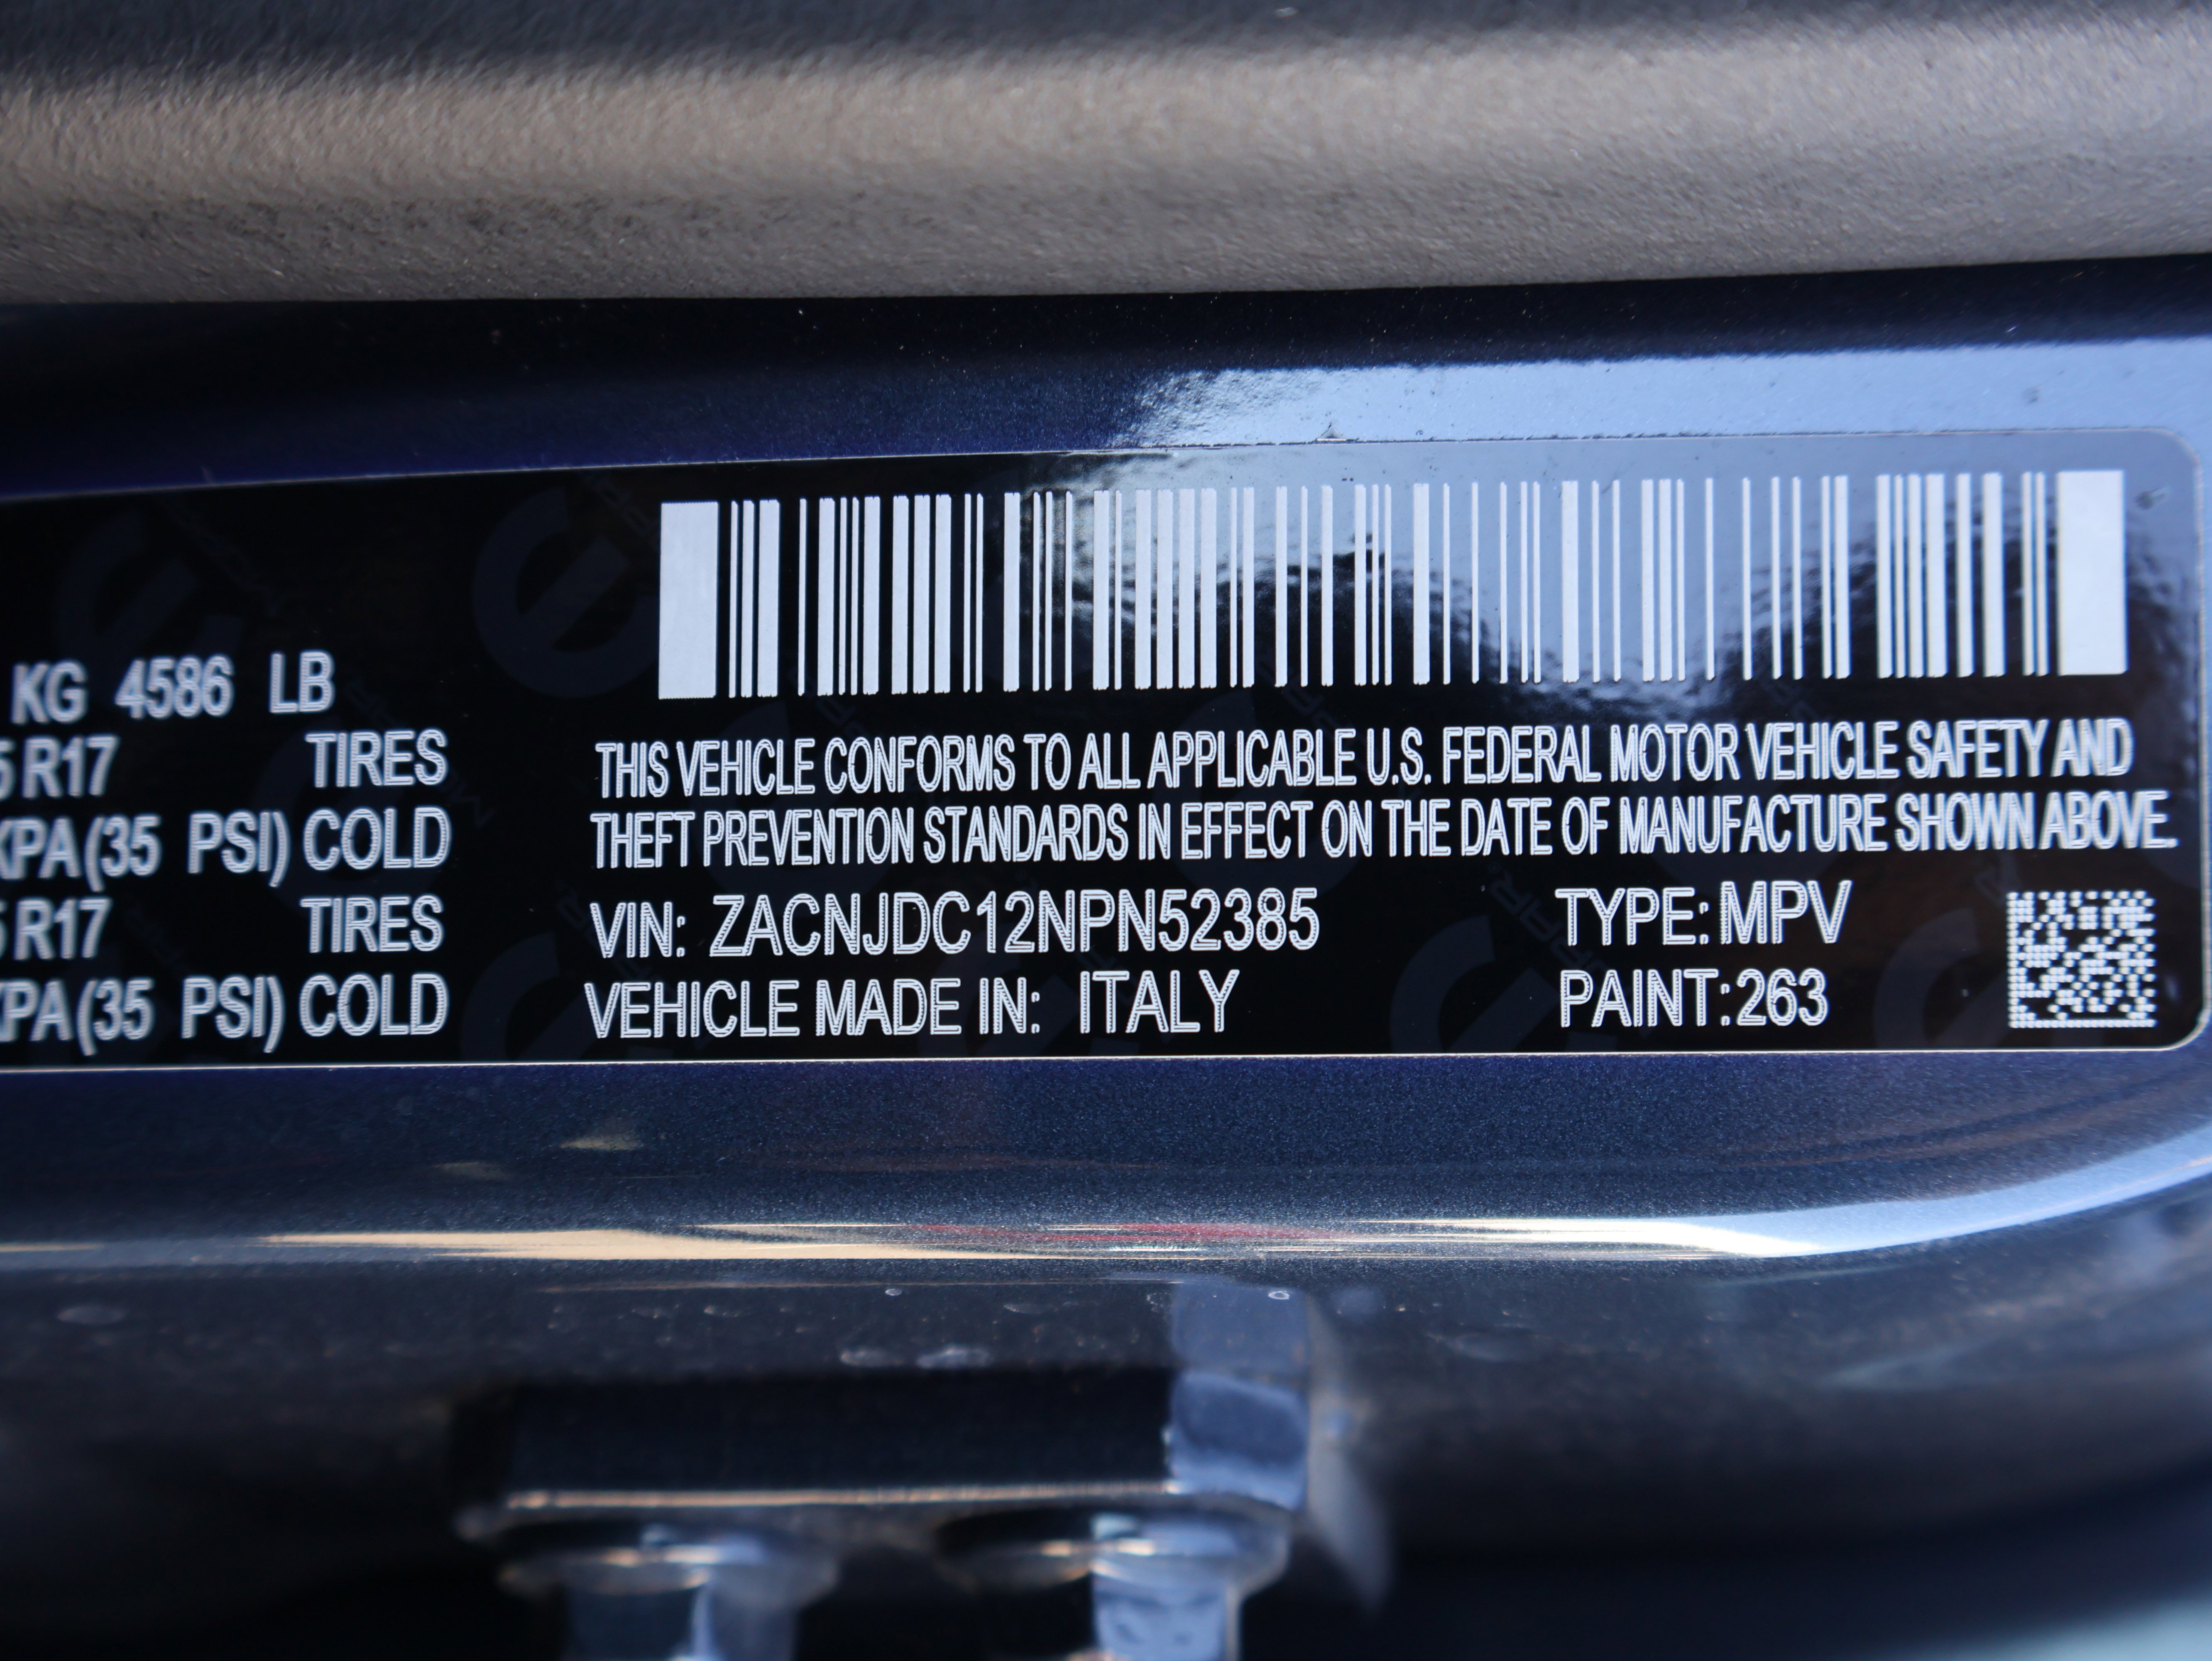 KG 4586 LB
R17 TIRES
KPA (35 PSI) COLD
R17 TIRES
KPA (35 PSI) COLD
THIS VEHICLE CONFORMS TO ALL APPLICABLE U.S. FEDERAL MOTOR VEHICLE SAFETY AND
THEFT PREVENTION STANDARDS IN EFFECT ON THE DATE OF MANUFACTURE SHOWN ABOVE.
VIN: ZACNJDC12NPN52385 TYPE: MPV
VEHICLE MADE IN: ITALY PAINT: 263